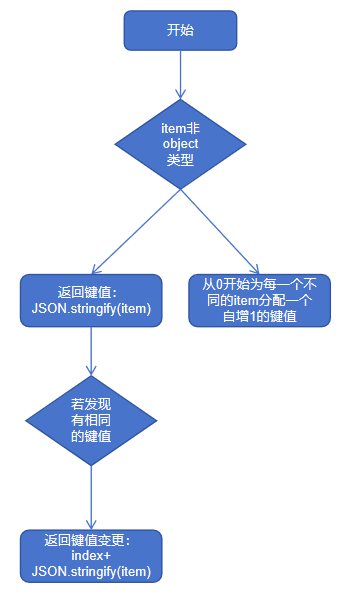 开始
item非
object
类型
返回键值：
JSON.stringify(item)
从0开始为每一个不
同的item分配一个
自增1的键值
若发现
有相同
的键值
返回键值变更：
index+
JSON.stringify(item)